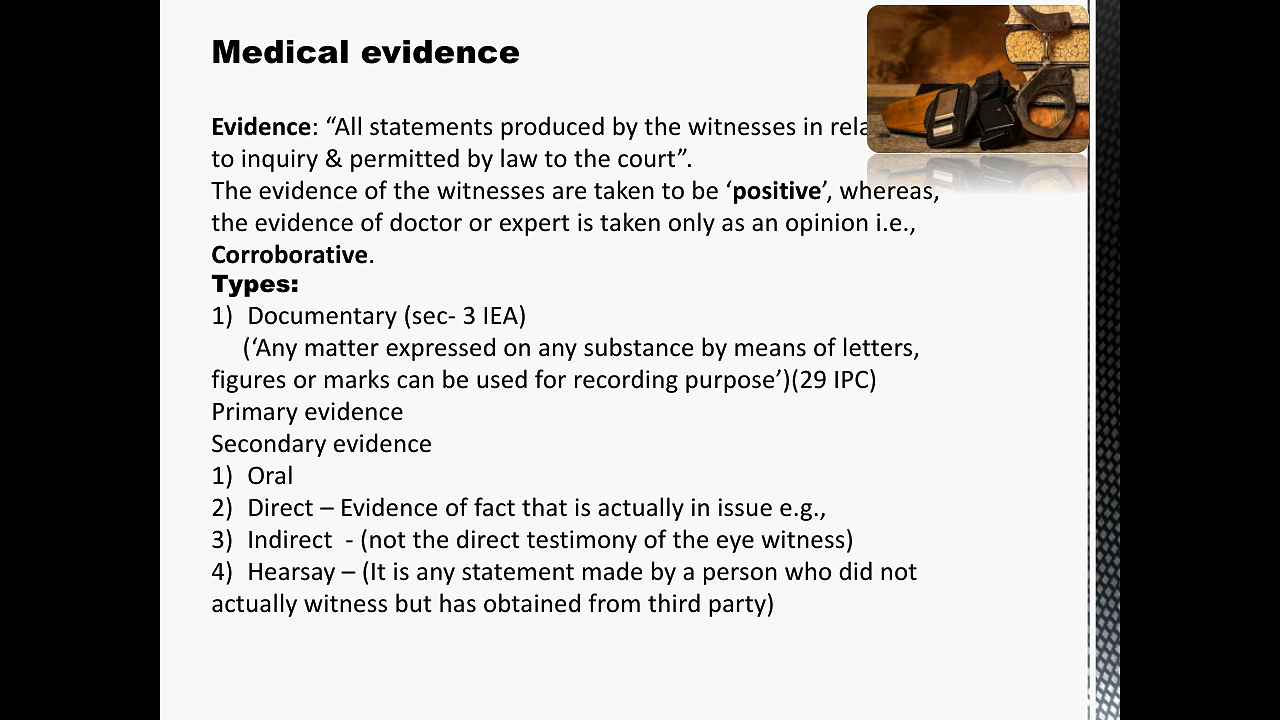 Medical evidence
Evidence: “All statements produced by the witnesses in rela
to inquiry & permitted by law to the court”.
The evidence of the witnesses are taken to be ‘positive’, whereas,
the evidence of doctor or expert is taken only as an opinion i.e.,
Corroborative.
Types:
1) Documentary (sec- 3 IEA)
(‘Any matter expressed on any substance by means of letters,
figures or marks can be used for recording purpose’)(29 IPC)
Primary evidence
Secondary evidence
1) Oral
2) Direct – Evidence of fact that is actually in issue e.g.,
3) Indirect - (not the direct testimony of the eye witness)
4) Hearsay – (It is any statement made by a person who did not
actually witness but has obtained from third party)